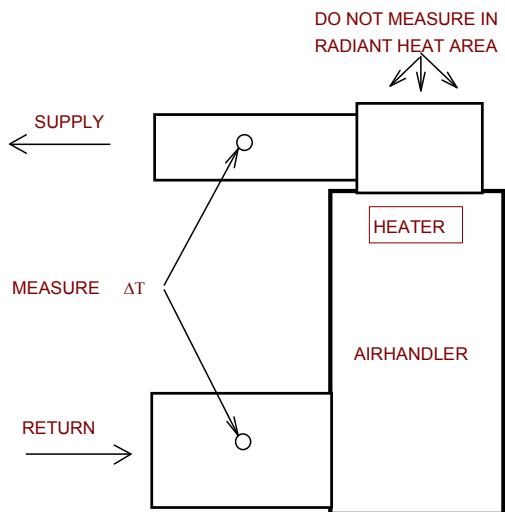 DO NOT MEASURE IN
RADIANT HEAT AREA
SUPPLY
HEATER
MEASURE ΔT
AIRHANDLER
RETURN